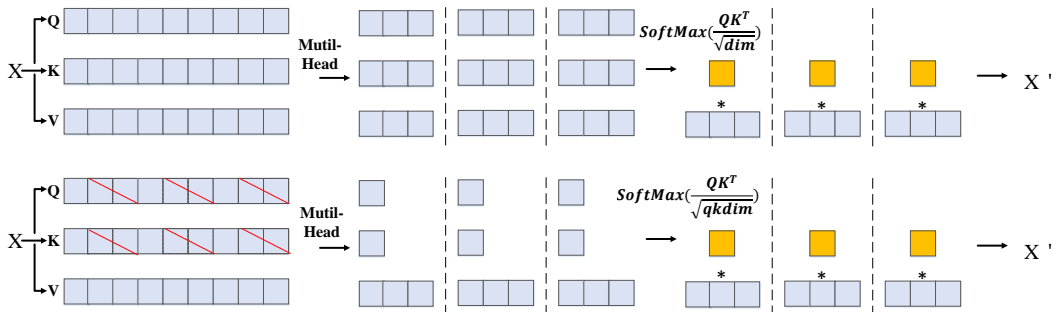 Q
X K
V
Mutil-
Head
SoftMax(QK^T/√dim)
* * *
X '
Q
X K
V
Mutil-
Head
SoftMax(QK^T/√qkdim)
* * *
X '